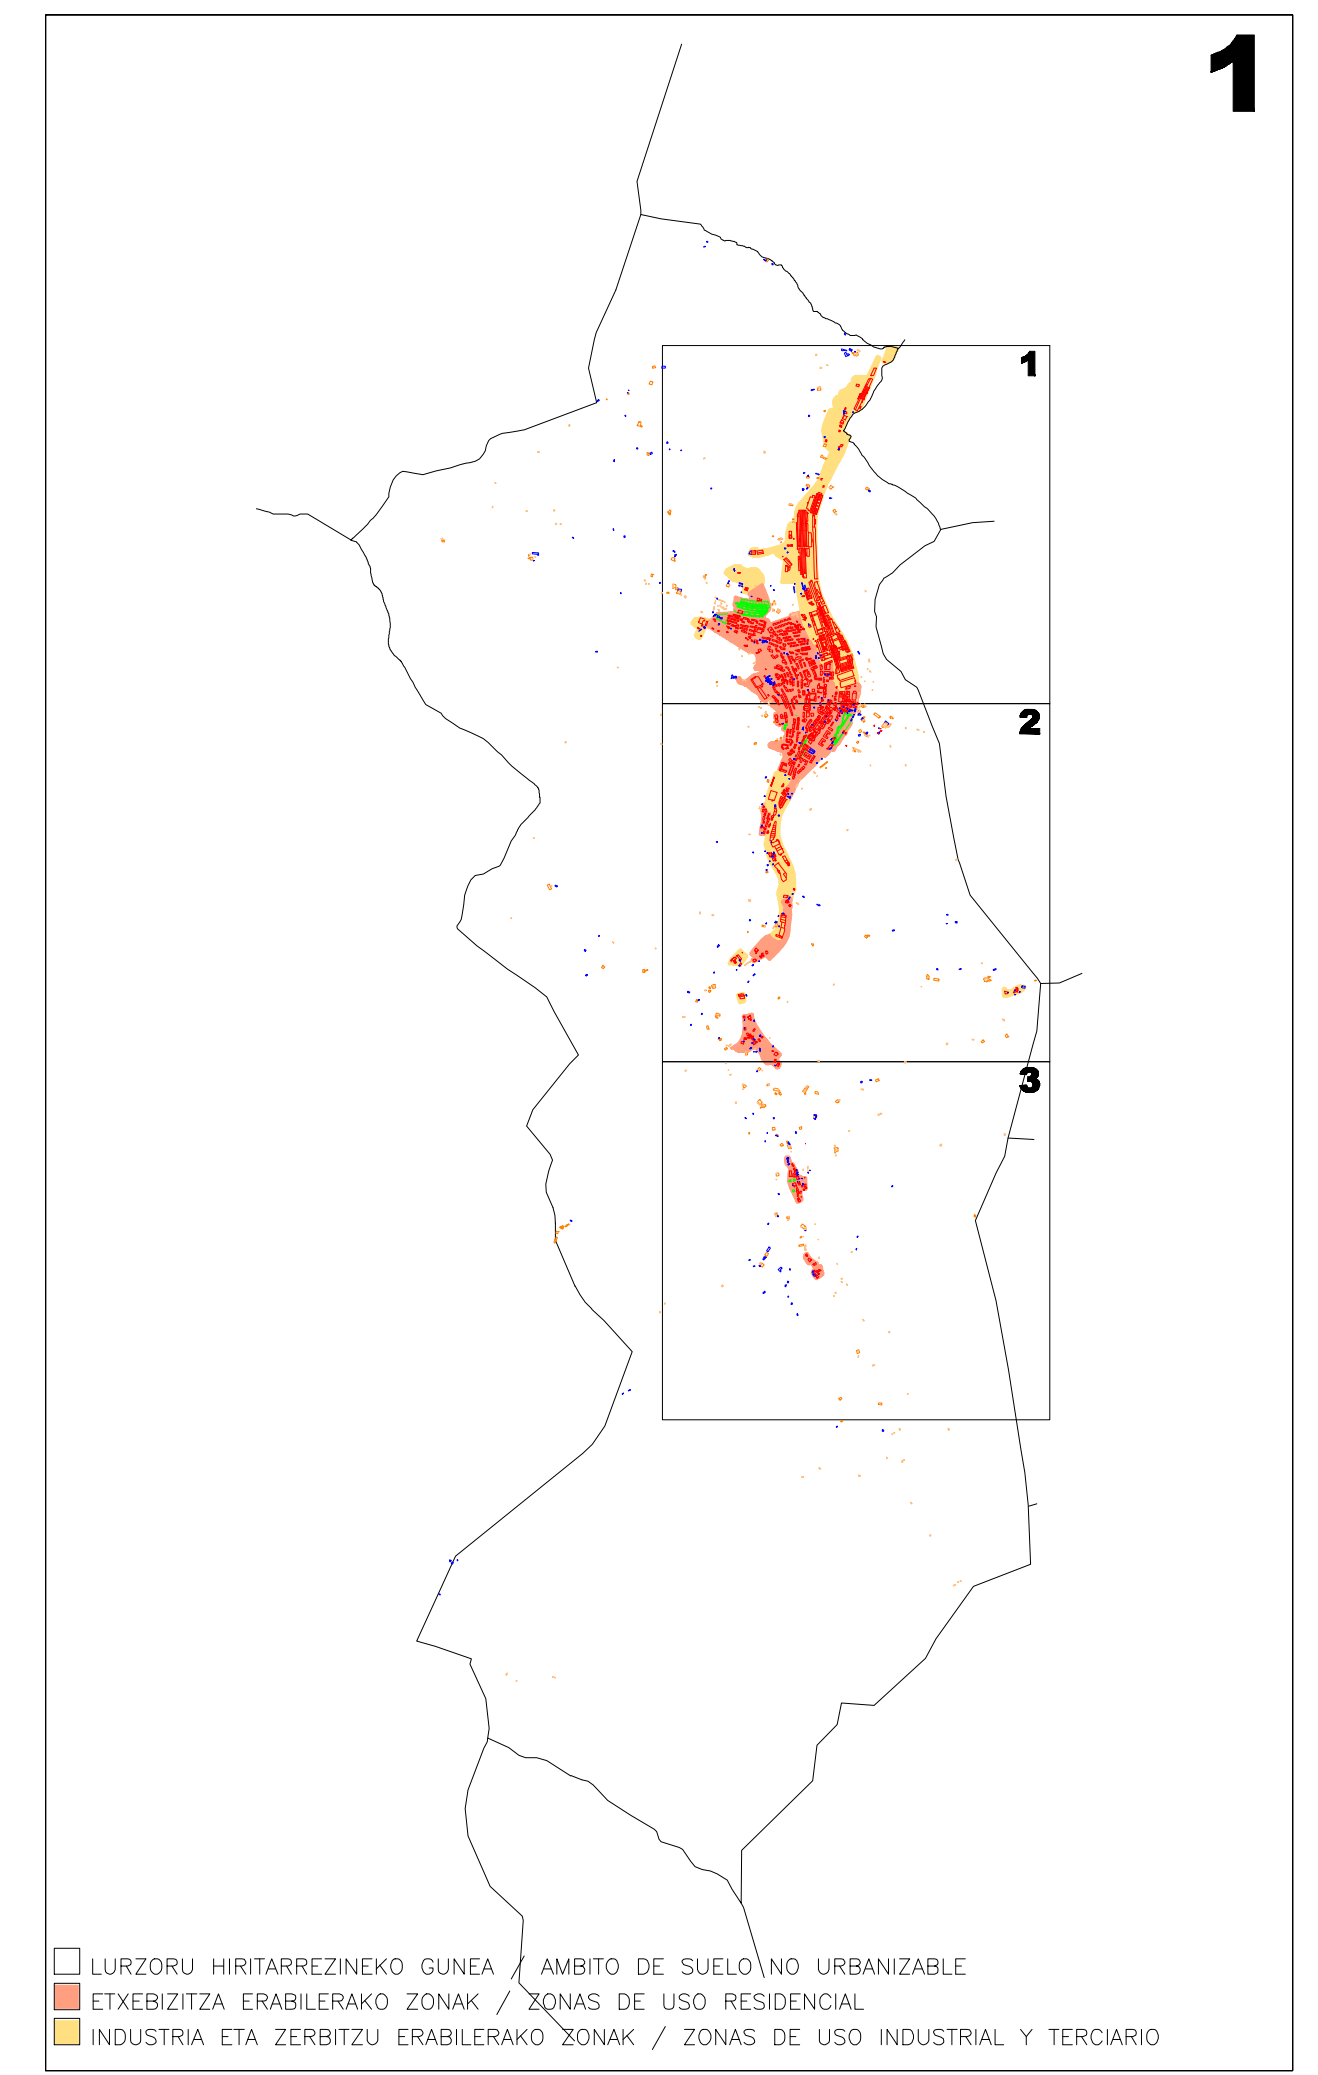 1
1
2
3
LURZORU HIRITARREZINEKO GUNEA / AMBITO DE SUELO NO URBANIZABLE
ETXEBIZITZA ERABILERAKO ZONAK / ZONAS DE USO RESIDENCIAL
INDUSTRIA ETA ZERBITZU ERABILERAKO ZONAK / ZONAS DE USO INDUSTRIAL Y TERCIARIO